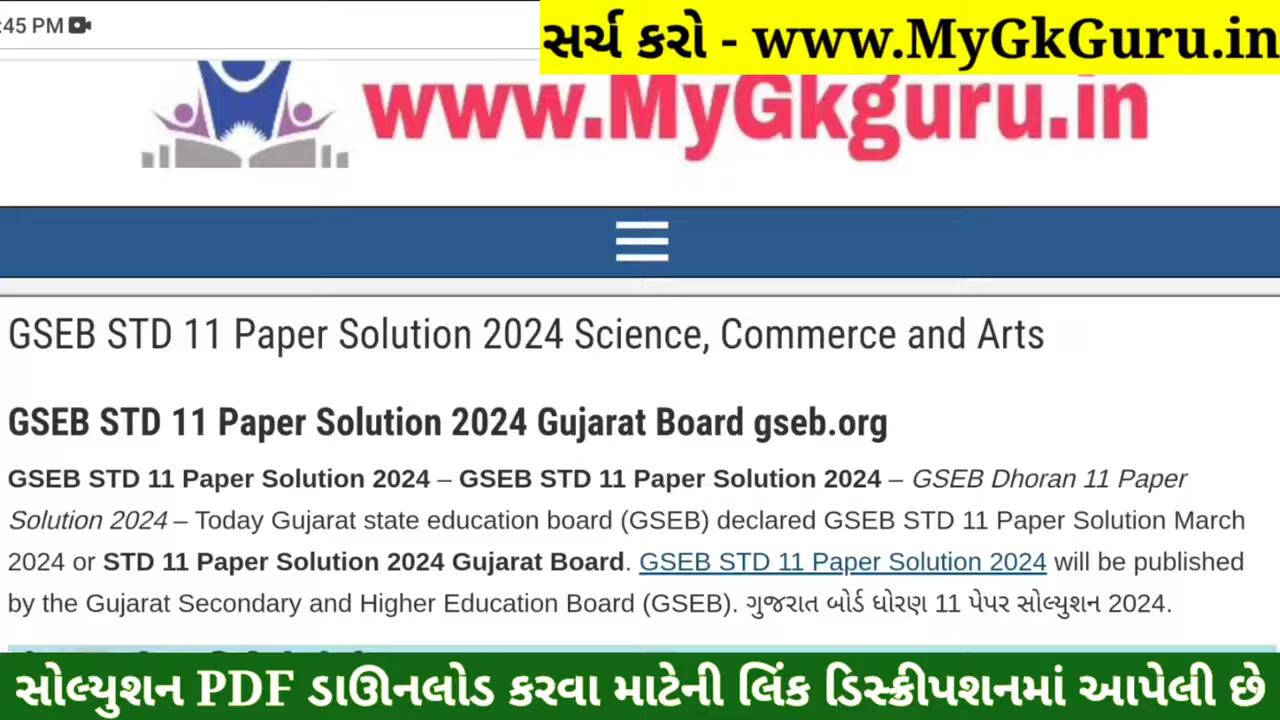 :45 PM
સર્ચ કરો - www.MyGkGuru.in
www.MyGkguru.in
GSEB STD 11 Paper Solution 2024 Science, Commerce and Arts
GSEB STD 11 Paper Solution 2024 Gujarat Board gseb.org
GSEB STD 11 Paper Solution 2024 – GSEB STD 11 Paper Solution 2024 – GSEB Dhoran 11 Paper
Solution 2024 – Today Gujarat state education board (GSEB) declared GSEB STD 11 Paper Solution March
2024 or STD 11 Paper Solution 2024 Gujarat Board. GSEB STD 11 Paper Solution 2024 will be published
by the Gujarat Secondary and Higher Education Board (GSEB). ગુજરાત બોર્ડ ધોરણ 11 પેપર સોલ્યુશન 2024.
સોલ્યુશન PDF ડાઊનલોડ કરવા માટેની લિંક ડિસ્ક્રીપશનમાં આપેલી છે